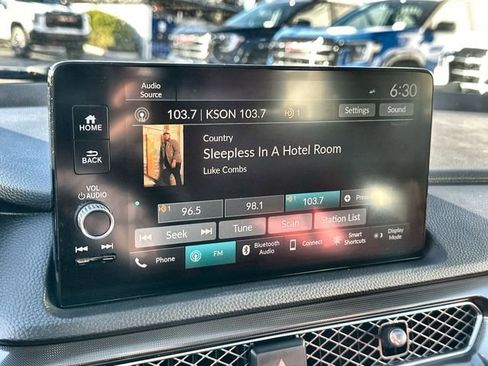 Audio
Source
6:30
HOME
103.7 | KSON 103.7
1
Settings
Sound
BACK
Country
Sleepless In A Hotel Room
Luke Combs
VOL
AUDIO
1
96.5
98.1
103.7
Seek
Tune
Scan
Station List
Phone
FM
Bluetooth
Audio
Connect
Smart
Shortcuts
Display
Mode